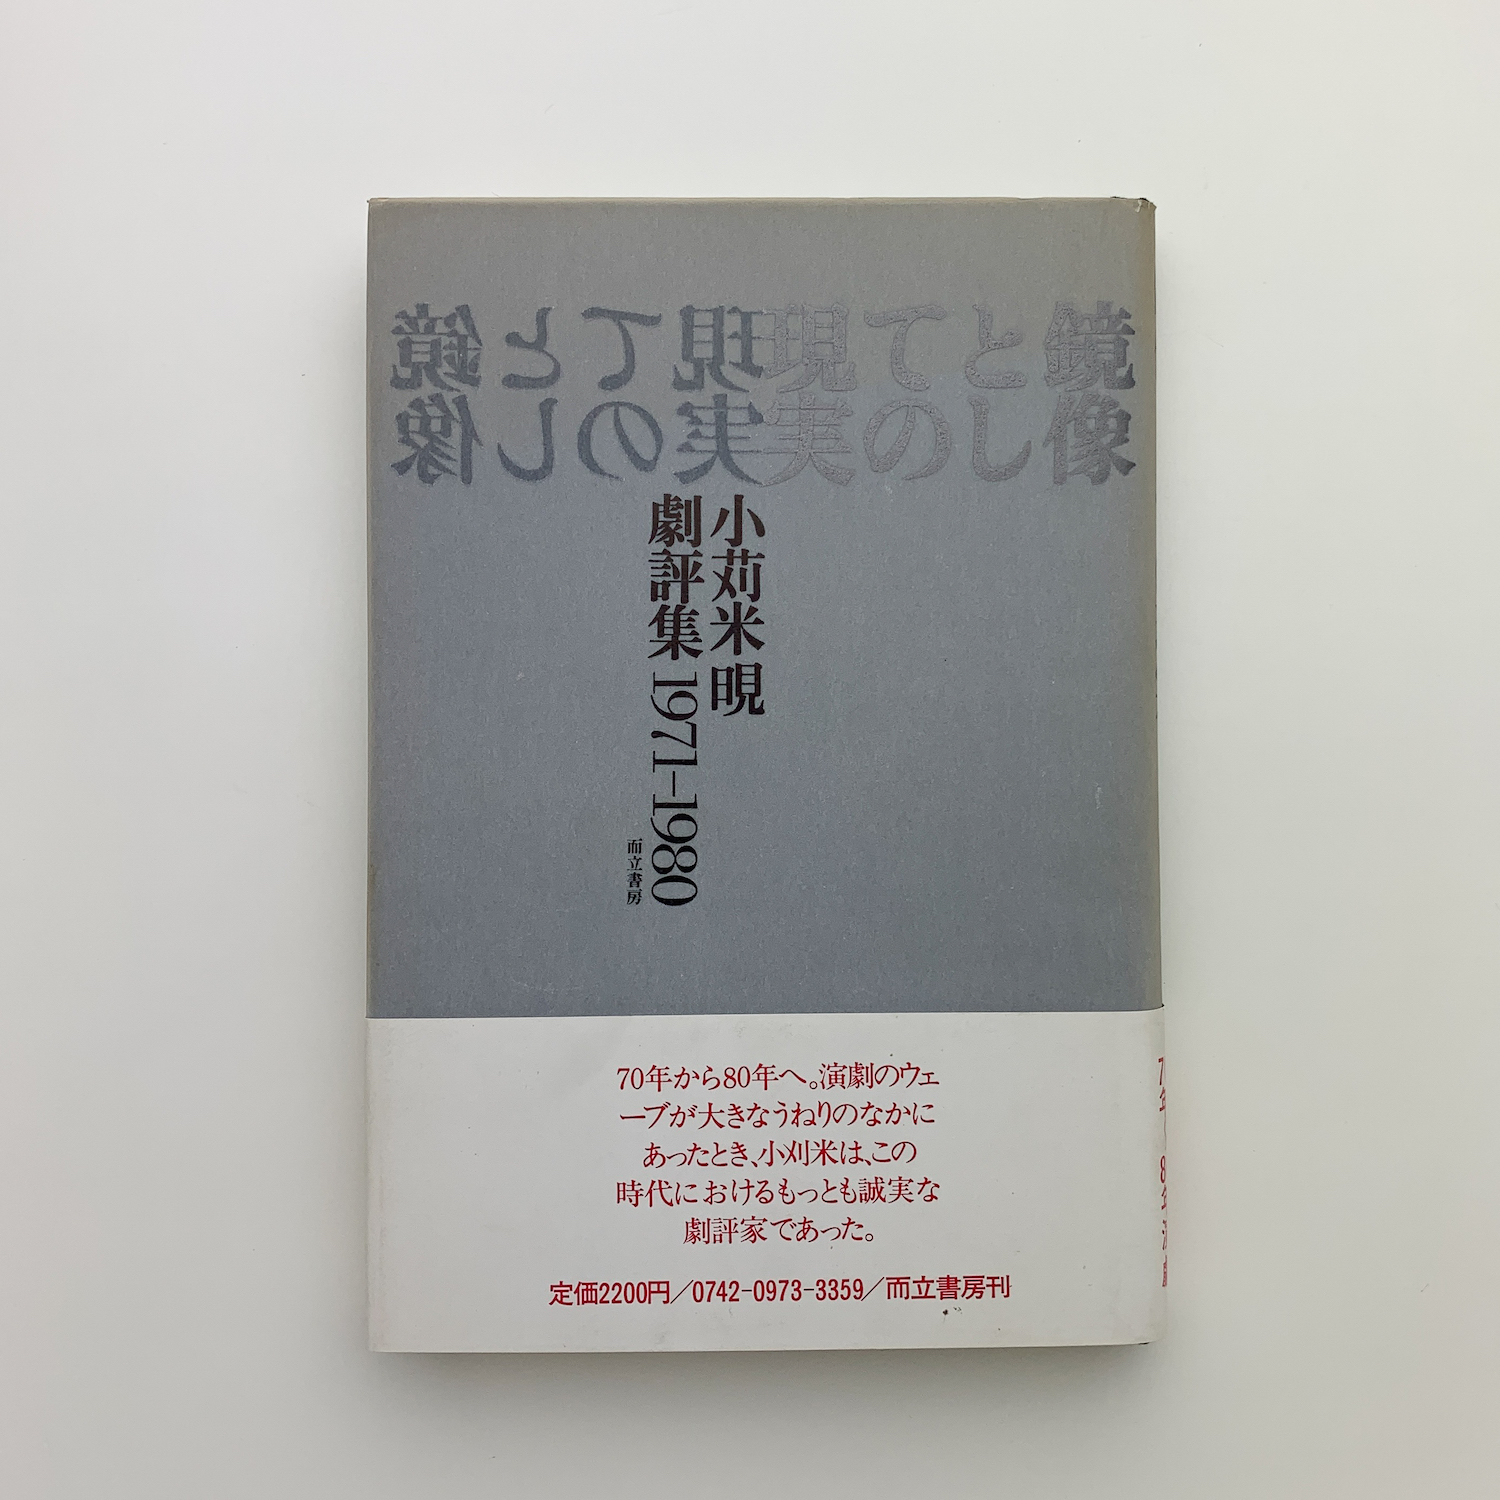 鏡像としての現実
鏡像としての現実
小苅米晛
劇評集1971–1980
而立書房
70年から80年へ。演劇のウェ
ーブが大きなうねりのなかに
あったとき、小刈米は、この
時代におけるもっとも誠実な
劇評家であった。
定価2200円／0742-0973-3359／而立書房刊